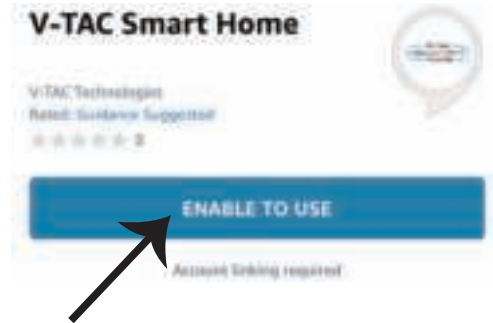 V-TAC Smart Home
V-TAC Technologies
Rated: Guidance Suggested
ENABLE TO USE
Account linking required